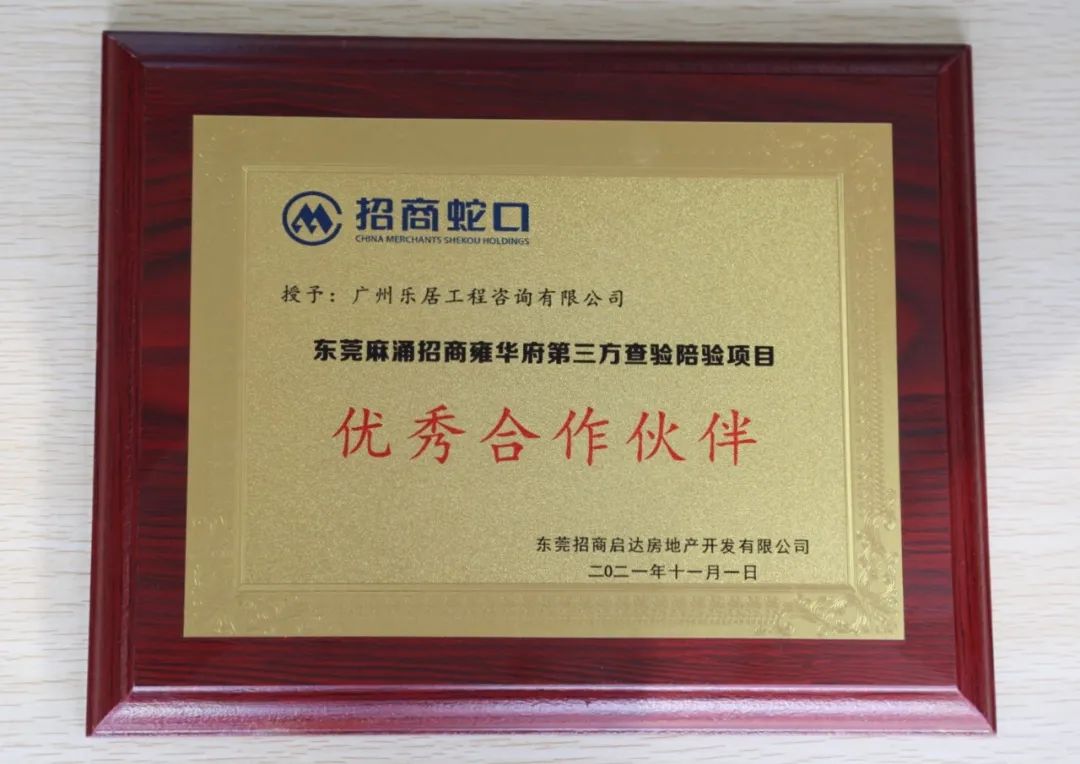 招商蛇口
CHINA MERCHANTS SHEKOU HOLDINGS
授予：广州乐居工程咨询有限公司
东莞麻涌招商雍华府第三方查验陪验项目
优秀合作伙伴
东莞招商启达房地产开发有限公司
二0二一年十一月一日